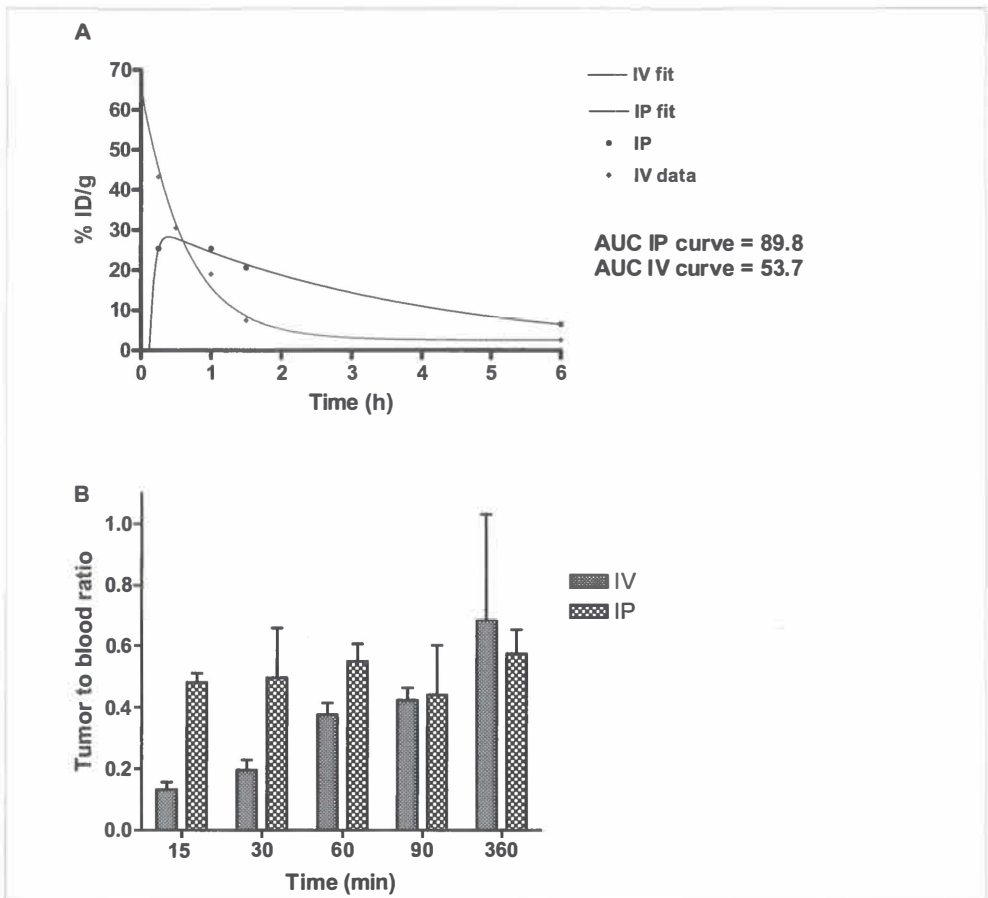 A
70
60
50
40
30
20
10
0
% ID/g
0 1 2 3 4 5 6
Time (h)
IV fit
IP fit
IP
IV data
AUC IP curve = 89.8
AUC IV curve = 53.7
B
1.0
0.8
0.6
0.4
0.2
0.0
Tumor to blood ratio
15 30 60 90 360
Time (min)
IV
IP